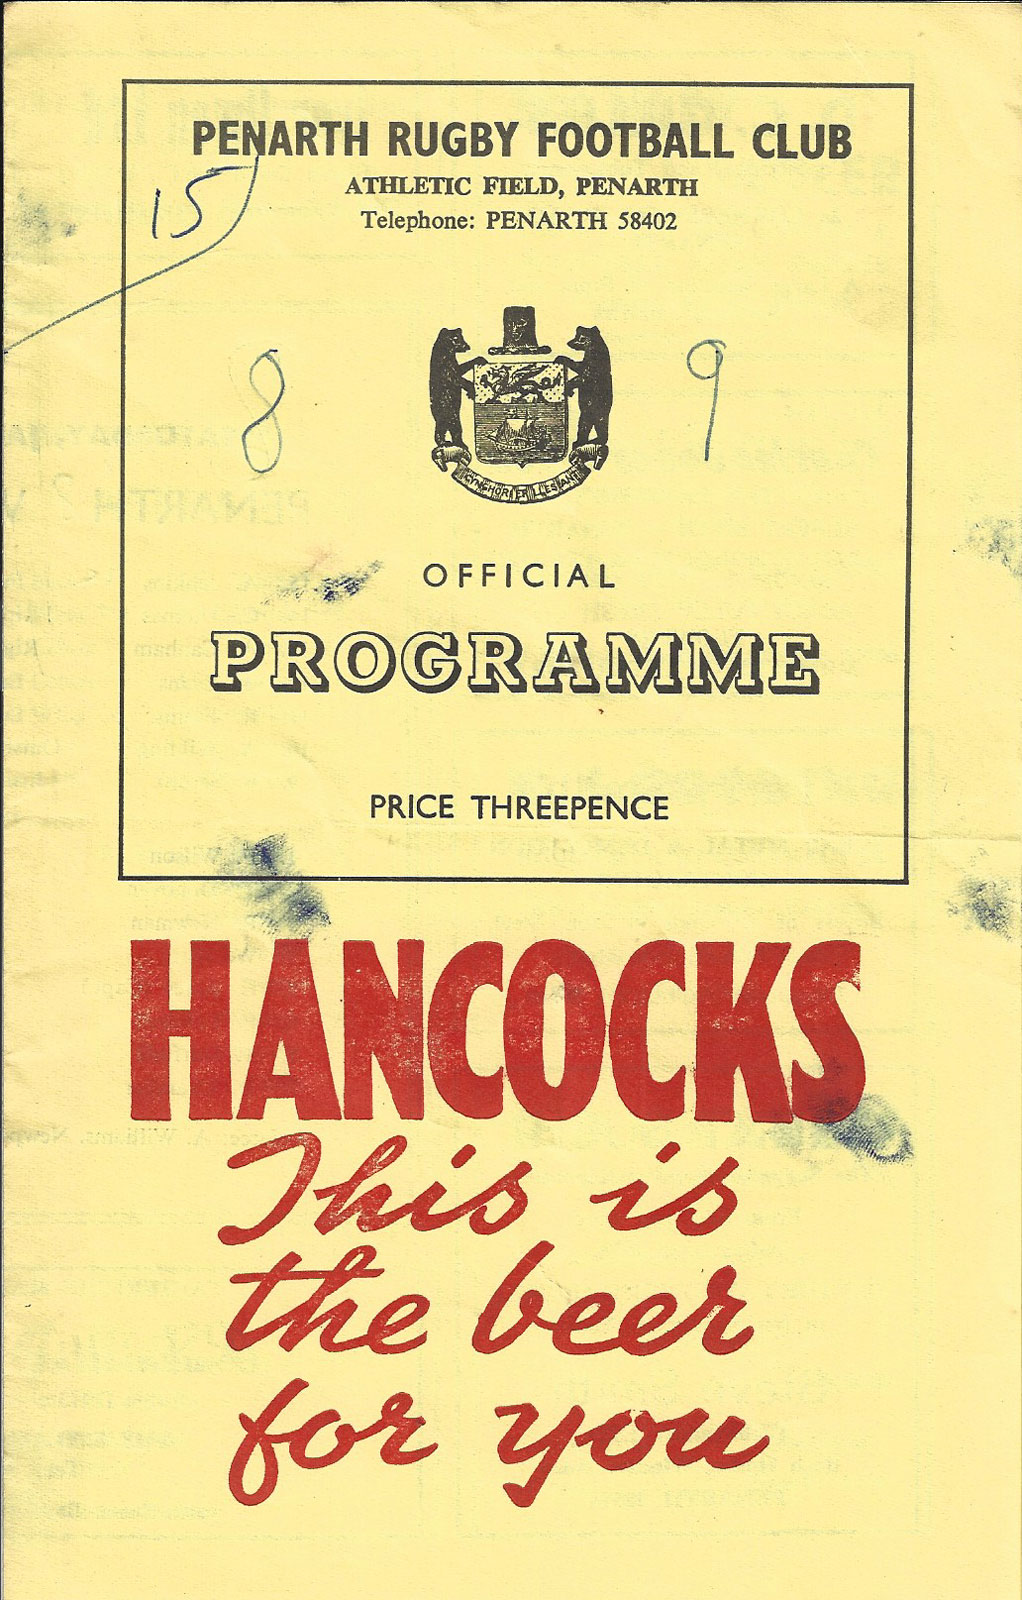 PENARTH RUGBY FOOTBALL CLUB
ATHLETIC FIELD, PENARTH
Telephone: PENARTH 58402
15
8 9
OFFICIAL
PROGRAMME
PRICE THREEPENCE
HANCOCKS
This is
the beer
for you